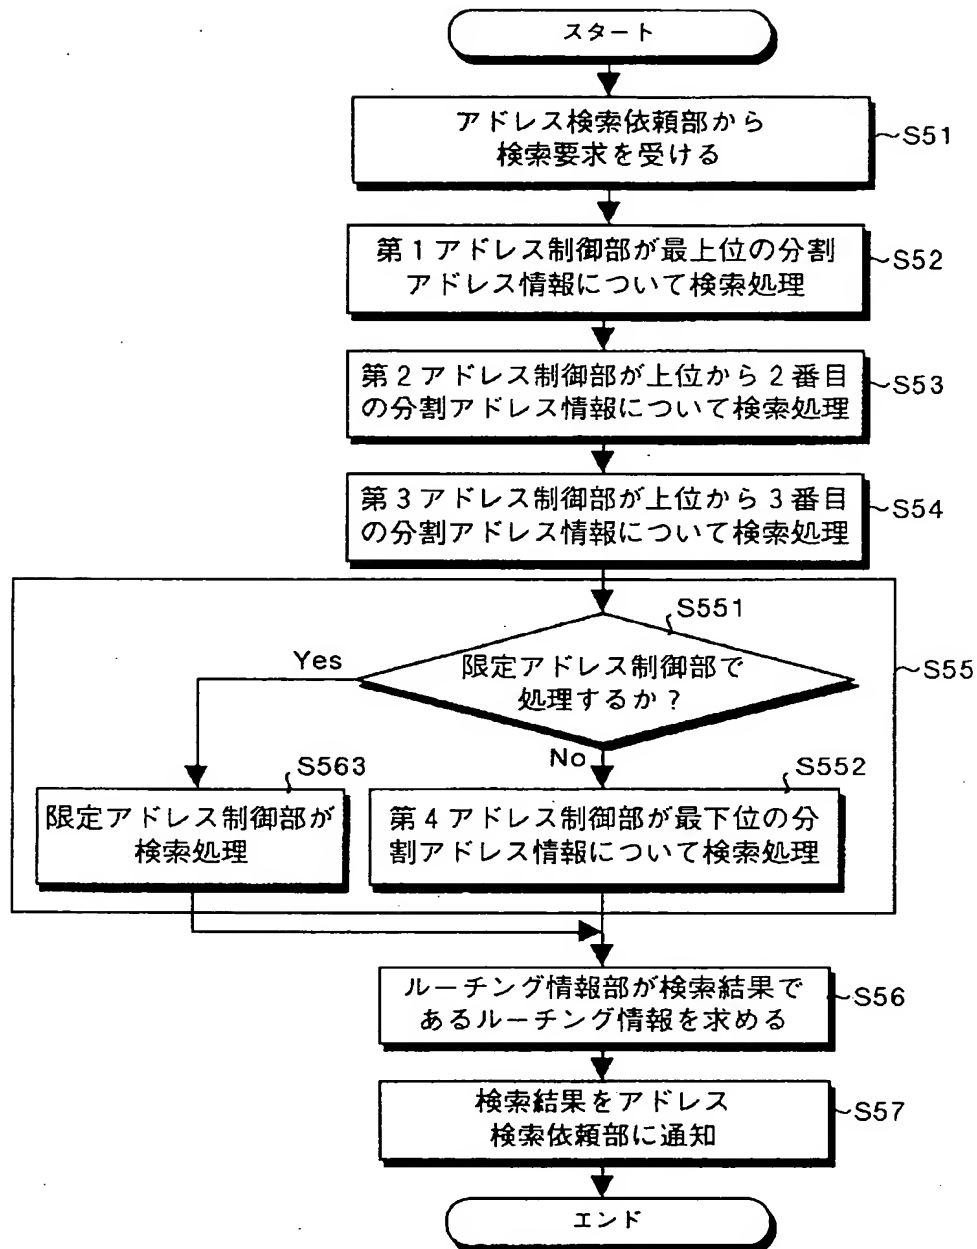 スタート
アドレス検索依頼部から
検索要求を受ける
S51
第1アドレス制御部が最上位の分割
アドレス情報について検索処理
S52
第2アドレス制御部が上位から2番目
の分割アドレス情報について検索処理
S53
第3アドレス制御部が上位から3番目
の分割アドレス情報について検索処理
S54
S551
限定アドレス制御部で
処理するか?
Yes
No
S55
S563
限定アドレス制御部が
検索処理
S552
第4アドレス制御部が最下位の分
割アドレス情報について検索処理
ルーチング情報部が検索結果で
あるルーチング情報を求める
S56
検索結果をアドレス
検索依頼部に通知
S57
エンド